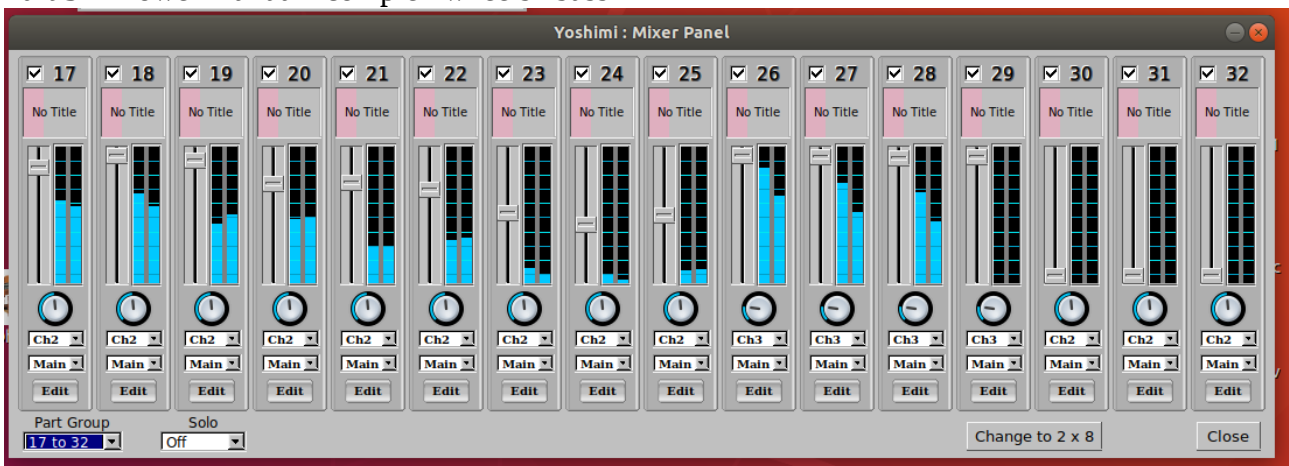 Yoshimi : Mixer Panel
17 18 19 20 21 22 23 24 25 26 27 28 29 30 31 32
No Title No Title No Title No Title No Title No Title No Title No Title No Title No Title No Title No Title No Title No Title No Title No Title
Ch2 Ch2 Ch2 Ch2 Ch2 Ch2 Ch2 Ch2 Ch2 Ch3 Ch3 Ch3 Ch3 Ch2 Ch2 Ch2
Main Main Main Main Main Main Main Main Main Main Main Main Main Main Main Main
Edit Edit Edit Edit Edit Edit Edit Edit Edit Edit Edit Edit Edit Edit Edit Edit
Part Group Solo
17 to 32 Off Change to 2 x 8 Close